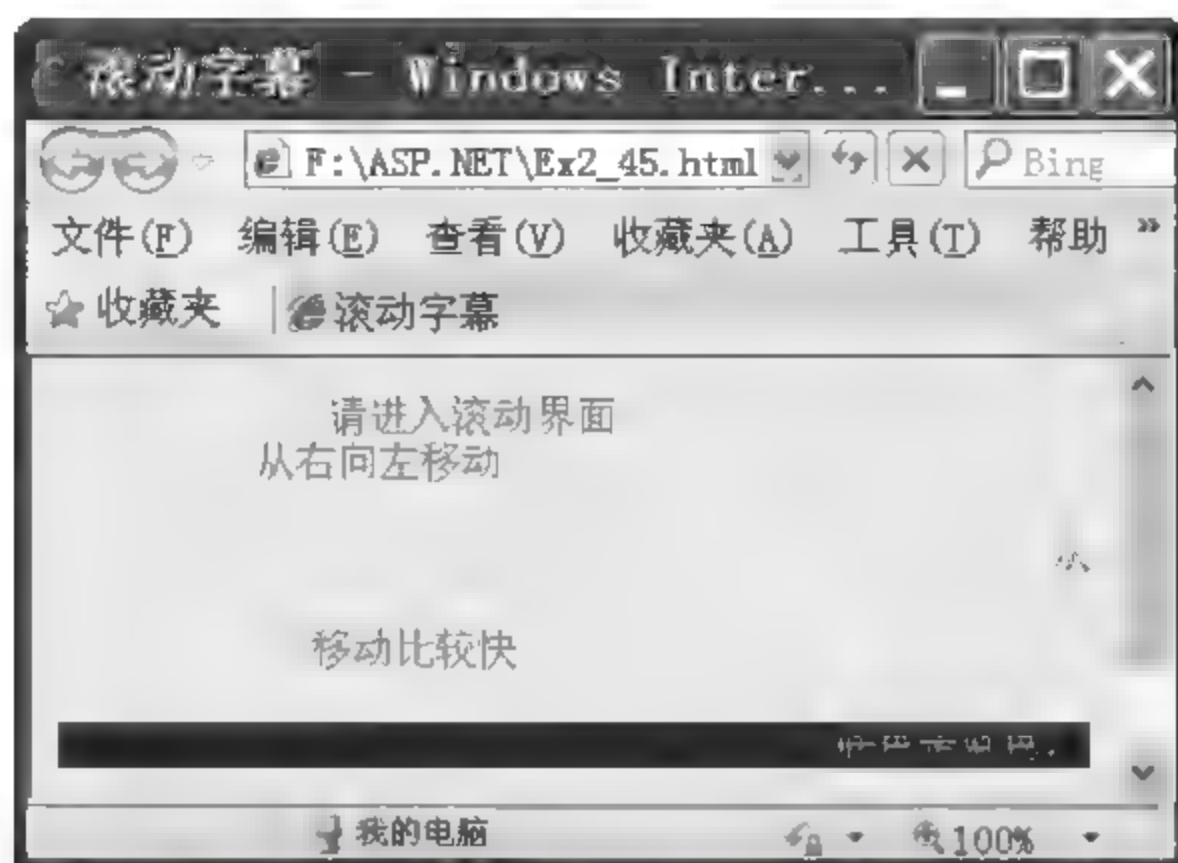 滚动字幕 - Windows Inter...
F:\ASP.NET\Ex2_45.html
Bing
文件(F) 编辑(E) 查看(V) 收藏夹(A) 工具(T) 帮助 »
收藏夹 滚动字幕
请进入滚动界面
从右向左移动
移动比较快
我的电脑 100%